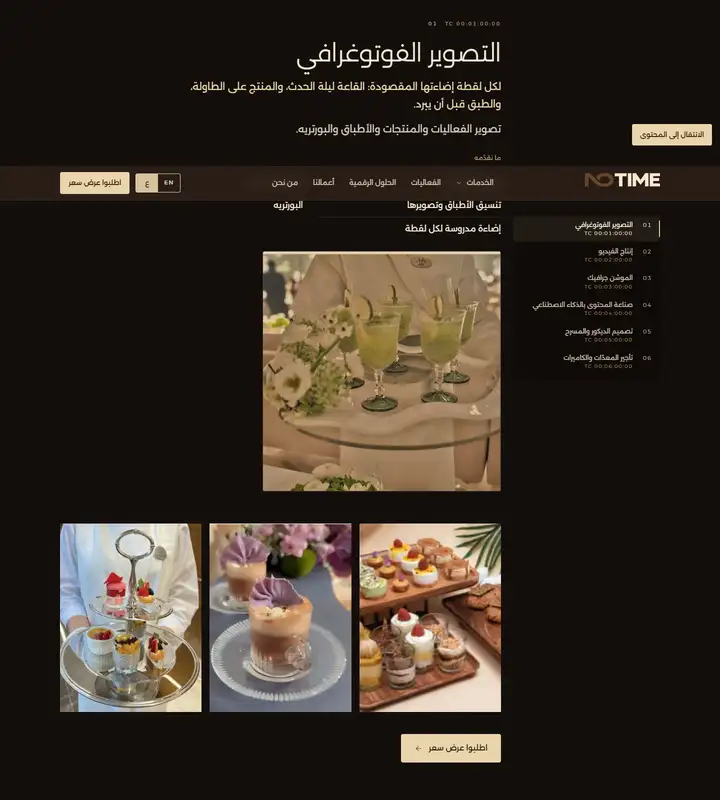 01 TC 00:01:00:00
التصوير الفوتوغرافي
لكل لقطة إضاءتها المقصودة: القاعة ليلة الحدث، والمنتج على الطاولة،
والطبق قبل أن يبرد.
تصوير الفعاليات والمنتجات والأطباق والبورتريه.
الانتقال إلى المحتوى
ما نقدّمه
NOTIME
الخدمات
الفعاليات
الحلول الرقمية
أعمالنا
من نحن
EN
ع
اطلبوا عرض سعر
تنسيق الأطباق وتصويرها
البورتريه
إضاءة مدروسة لكل لقطة
01 التصوير الفوتوغرافي
TC 00:01:00:00
02 إنتاج الفيديو
TC 00:02:00:00
03 الموشن جرافيك
TC 00:03:00:00
04 صناعة المحتوى بالذكاء الاصطناعي
TC 00:04:00:00
05 تصميم الديكور والمسرح
TC 00:05:00:00
06 تأجير المعدّات والكاميرات
TC 00:06:00:00
اطلبوا عرض سعر ←